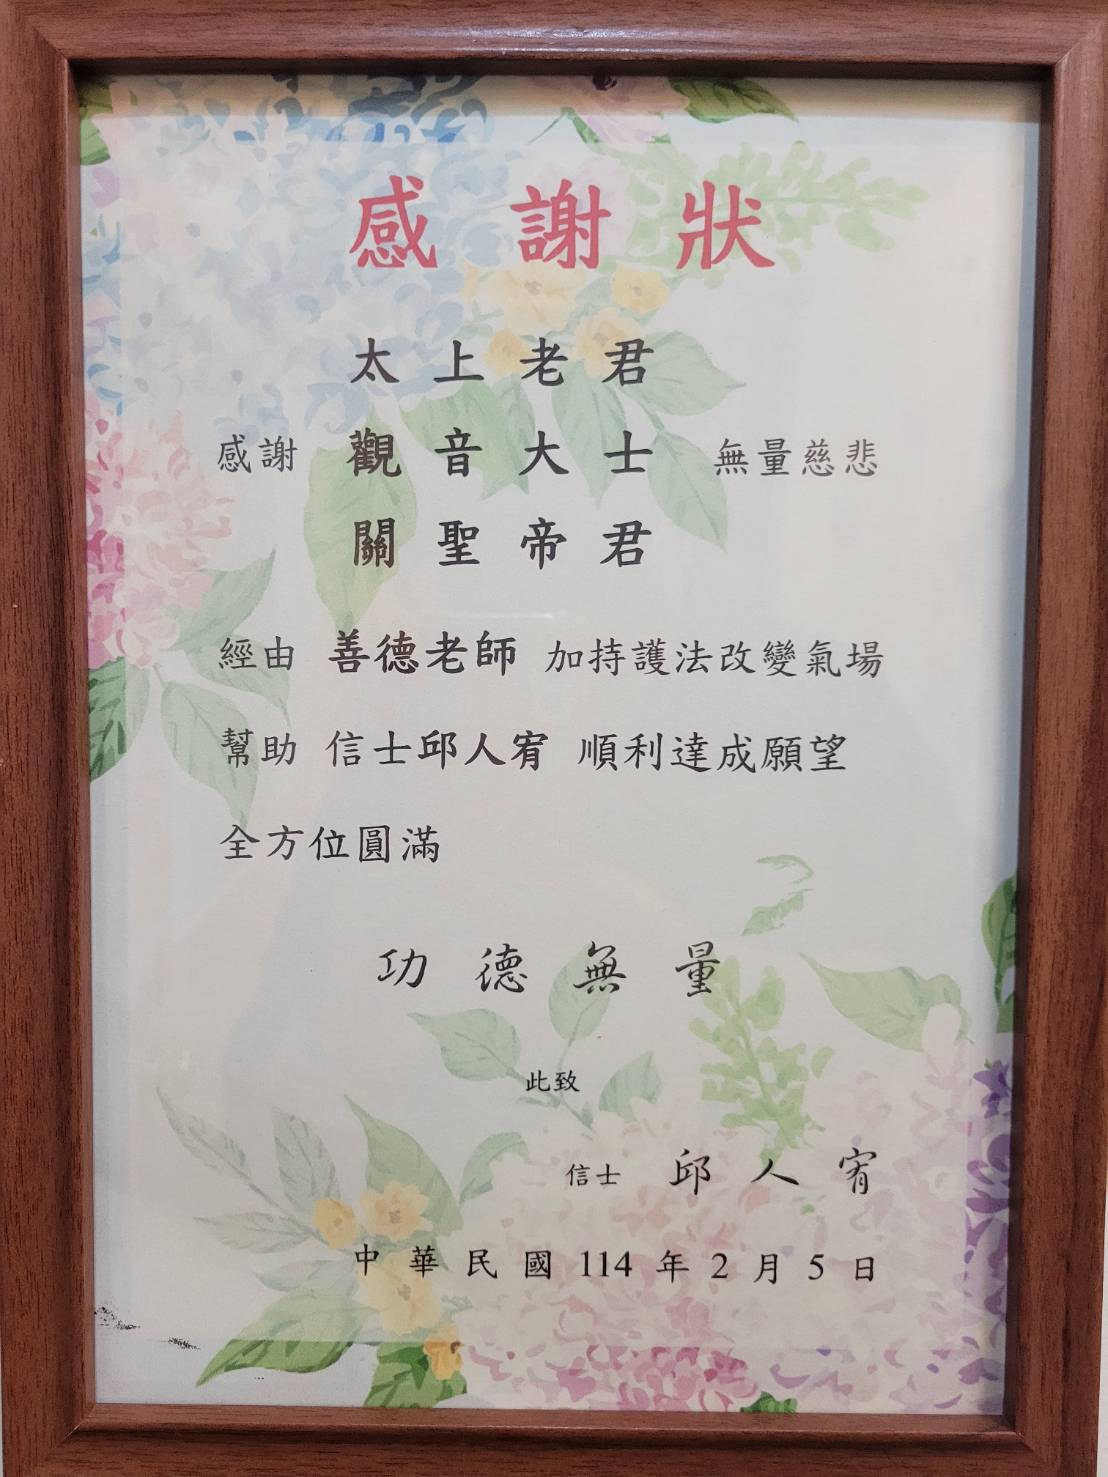 感謝狀
太上老君
感謝 觀音大士 無量慈悲
關聖帝君
經由 善德老師 加持護法改變氣場
幫助 信士邱人宥 順利達成願望
全方位圓滿
功德無量
此致
信士 邱人宥
中華民國114年2月5日